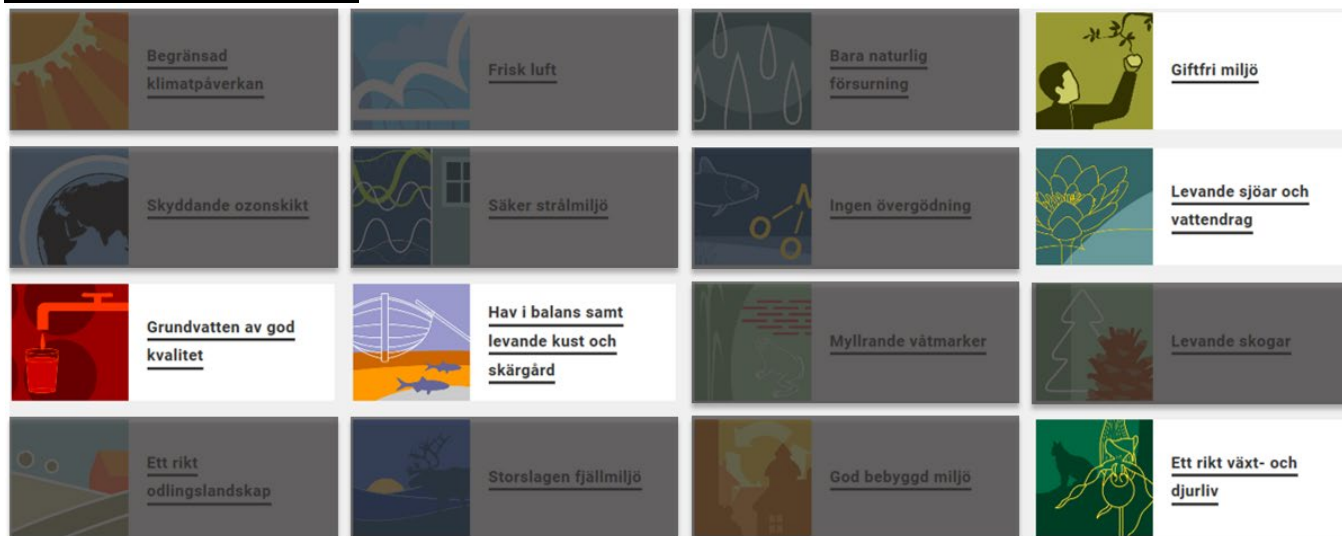 Begränsad
klimatpåverkan
Frisk luft
Bara naturlig
försurning
Giftfri miljö
Skyddande ozonskikt
Säker strålmiljö
Ingen övergödning
Levande sjöar och
vattendrag
Grundvatten av god
kvalitet
Hav i balans samt
levande kust och
skärgård
Myllrande våtmarker
Levande skogar
Ett rikt
odlingslandskap
Storslagen fjällmiljö
God bebyggd miljö
Ett rikt växt- och
djurliv